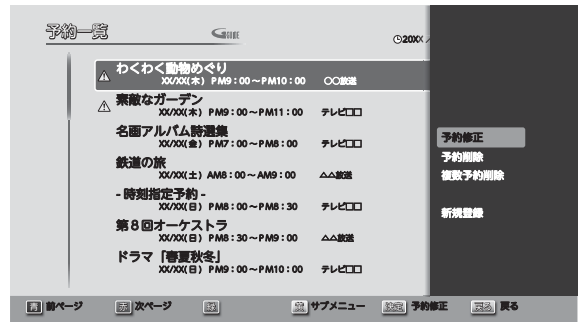 予約一覧
GUIDE
20XX
わくわく動物めぐり
XX/XX(木) PM9:00～PM10:00 ○○放送
素敵なガーデン
XX/XX(木) PM9:00～PM11:00 テレビ□□
名画アルバム詩選集
XX/XX(金) PM7:00～PM8:00 テレビ□□
鉄道の旅
XX/XX(土) AM8:00～AM9:00 △△放送
- 時刻指定予約 -
XX/XX(日) PM8:00～PM8:30 テレビ□□
第8回オーケストラ
XX/XX(日) PM8:30～PM9:00 △△放送
ドラマ「春夏秋冬」
XX/XX(日) PM9:00～PM10:00 テレビ□□
予約修正
予約削除
複数予約削除
新規登録
青 前ページ 赤 次ページ 緑 黄 サブメニュー 決定 予約修正 戻る 戻る